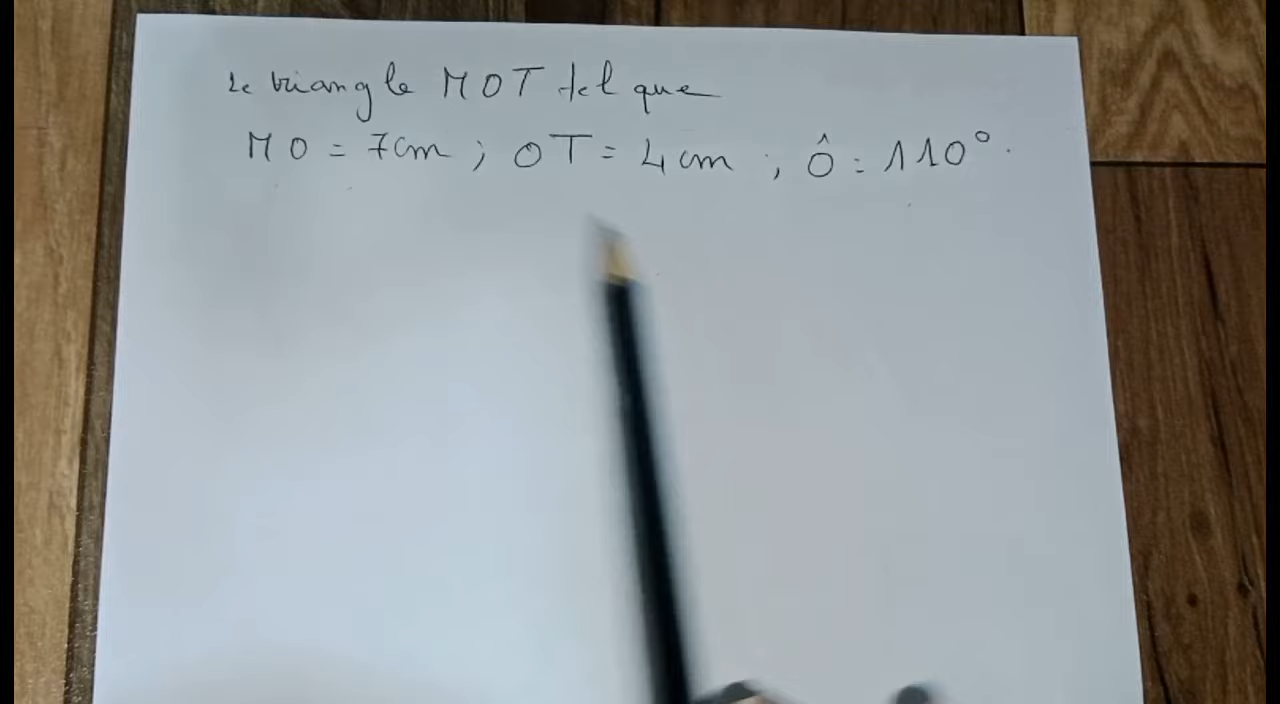 Le triangle MOT tel que
MO = 7cm ; OT = 4cm ; Ô = 110°.